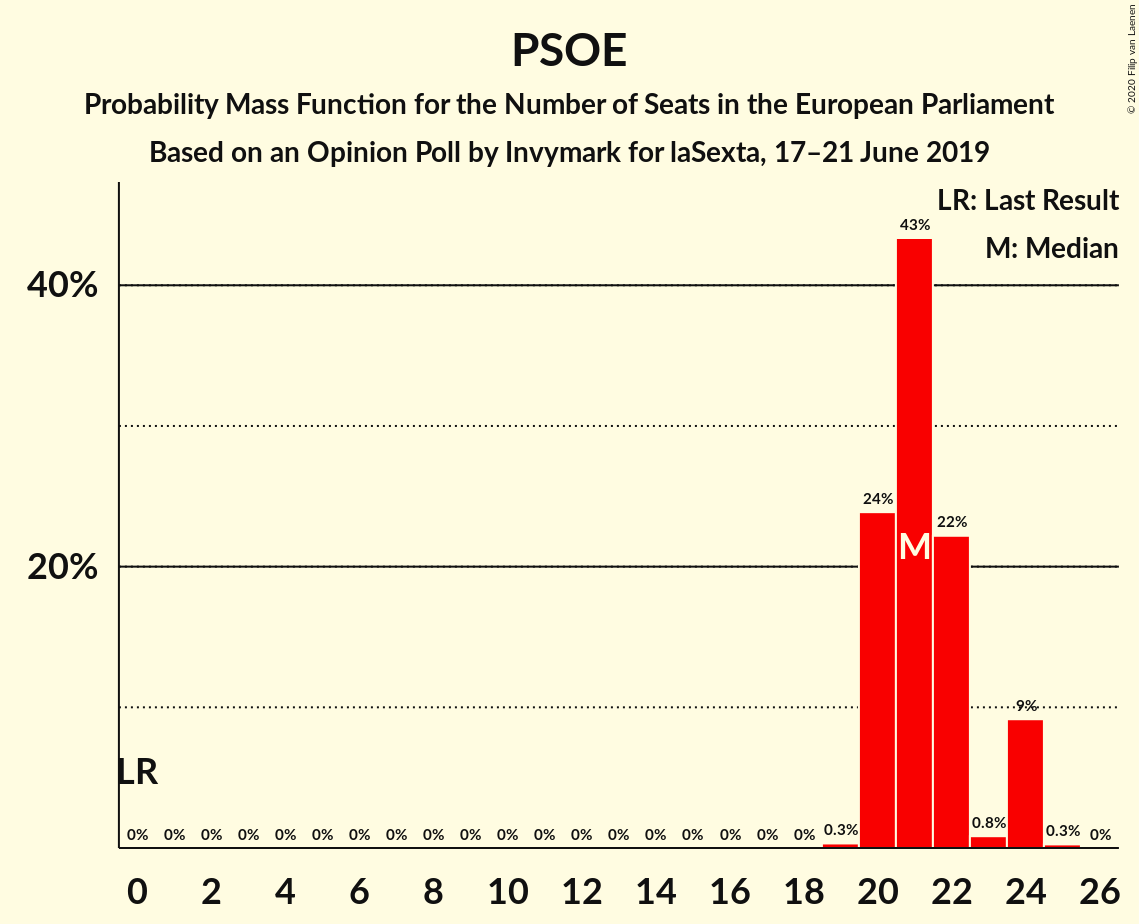 PSOE
Probability Mass Function for the Number of Seats in the European Parliament
Based on an Opinion Poll by Invymark for laSexta, 17–21 June 2019
© 2020 Filip van Laenen
LR: Last Result
M: Median
43%
40%
24%
22%
M
20%
9%
LR
0% 0% 0% 0% 0% 0% 0% 0% 0% 0% 0% 0% 0% 0% 0% 0% 0% 0% 0% 0.3% 0.8% 0.3% 0%
0 2 4 6 8 10 12 14 16 18 20 22 24 26